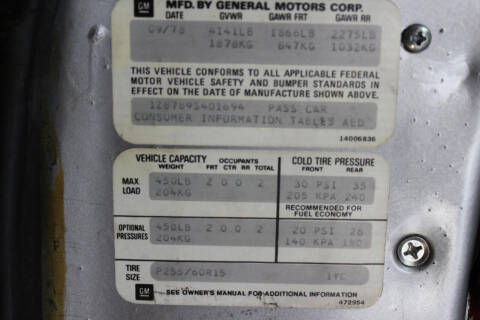 GM
MFD. BY GENERAL MOTORS CORP.
DATE GVWR GAWR FRT GAWR RR
09/78 4141LB 1866LB 2275LB
1878KG 847KG 1032KG
THIS VEHICLE CONFORMS TO ALL APPLICABLE FEDERAL
MOTOR VEHICLE SAFETY AND BUMPER STANDARDS IN
EFFECT ON THE DATE OF MANUFACTURE SHOWN ABOVE.
1Z8789S401694 PASS CAR
CONSUMER INFORMATION TABLES AED
14006836
VEHICLE CAPACITY OCCUPANTS COLD TIRE PRESSURE
WEIGHT FRT CTR RR TOTAL FRONT REAR
MAX. LOAD 450LB 2 0 0 2 30 PSI 35
204KG 205 KPA 240
RECOMMENDED FOR
FUEL ECONOMY
OPTIONAL PRESSURES 450LB 2 0 0 2 20 PSI 26
204KG 140 KPA 180
TIRE SIZE P255/60R15 1YC
GM SEE OWNER'S MANUAL FOR ADDITIONAL INFORMATION
472954